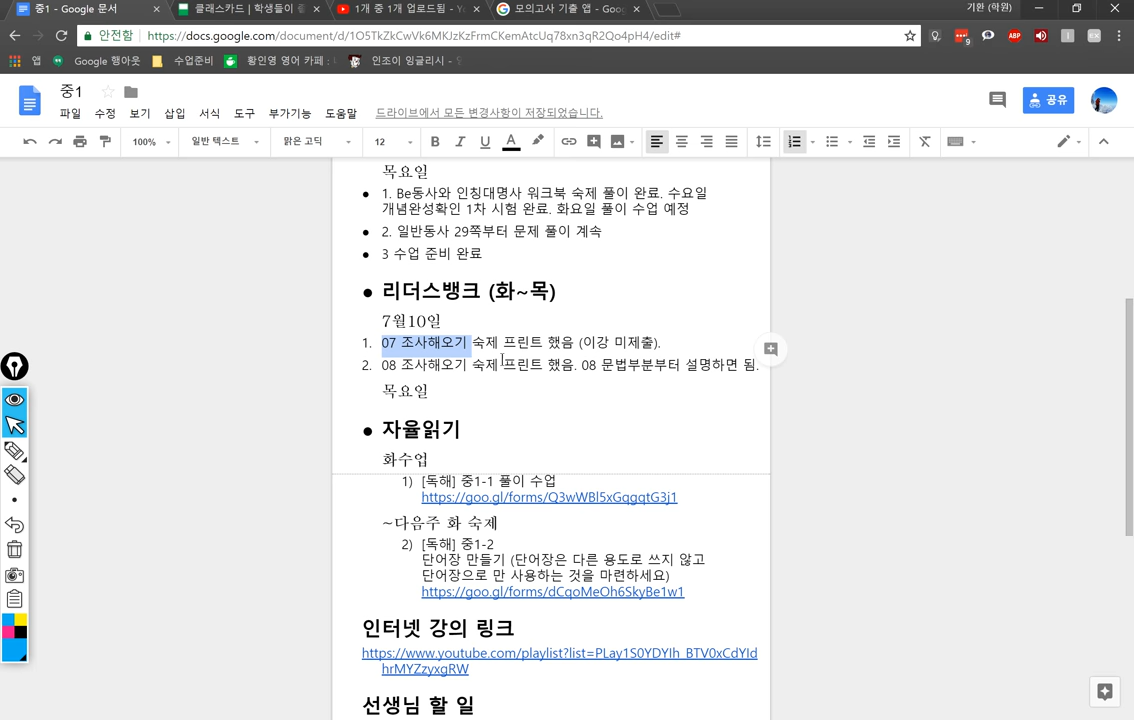 중1 - Google 문서
클래스카드 | 학생들이
1개 중 1개 업로드됨 - Y
모의고사 기출 앱 - Goo
기환 (학원)
안전함
https://docs.google.com/document/d/1O5TkZkCwVk6MKJzKzFrmCKemAtcUq78xn3qR2Qo4pH4/edit#
앱
Google 행아웃
수업준비
황인영 영어 카페 :
인조이 잉글리시 -
중1
파일 수정 보기 삽입 서식 도구 부가기능 도움말
드라이브에서 모든 변경사항이 저장되었습니다.
공유
100% 일반 텍스트 맑은 고딕 12
목요일
1. Be동사와 인칭대명사 워크북 숙제 풀이 완료. 수요일
개념완성확인 1차 시험 완료. 화요일 풀이 수업 예정
2. 일반동사 29쪽부터 문제 풀이 계속
3 수업 준비 완료
리더스뱅크 (화~목)
7월10일
1. 07 조사해오기 숙제 프린트 했음 (이강 미제출).
2. 08 조사해오기 숙제 프린트 했음. 08 문법부분부터 설명하면 됨.
목요일
자율읽기
화수업
1) [독해] 중1-1 풀이 수업
https://goo.gl/forms/Q3wWBl5xGqgqtG3j1
~다음주 화 숙제
2) [독해] 중1-2
단어장 만들기 (단어장은 다른 용도로 쓰지 않고
단어장으로 만 사용하는 것을 마련하세요)
https://goo.gl/forms/dCqoMeOh6SkyBe1w1
인터넷 강의 링크
https://www.youtube.com/playlist?list=PLay1S0YDYIh_BTV0xCdYId
hrMYZzyxgRW
선생님 할 일